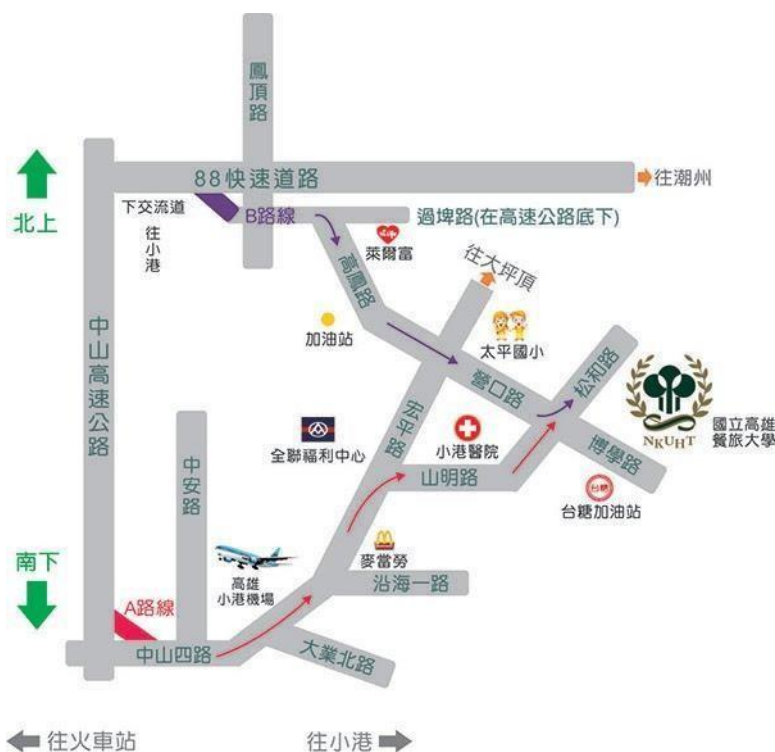 鳳頂路
88快速道路
往潮州
北上
下交流道
往小港
B路線
過埤路(在高速公路底下)
萊爾富
高鳳路
往大坪頂
中山高速公路
加油站
太平國小
松和路
營口路
宏平路
NKUHT
國立高雄
餐旅大學
全聯福利中心
小港醫院
博學路
中安路
山明路
台糖
台糖加油站
南下
麥當勞
高雄
小港機場
沿海一路
A路線
中山四路
大業北路
往火車站
往小港